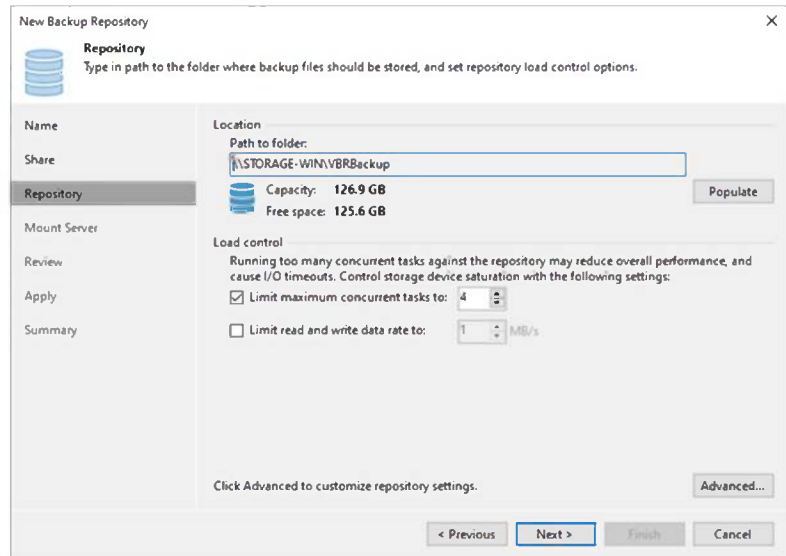 New Backup Repository
Repository
Type in path to the folder where backup files should be stored, and set repository load control options.
Name
Share
Repository
Mount Server
Review
Apply
Summary
Location
Path to folder:
\\STORAGE-WIN\VBRBackup
Capacity: 126.9 GB
Free space: 125.6 GB
Populate
Load control
Running too many concurrent tasks against the repository may reduce overall performance, and
cause I/O timeouts. Control storage device saturation with the following settings:
Limit maximum concurrent tasks to: 4
Limit read and write data rate to: 1 MB/s
Click Advanced to customize repository settings.
Advanced...
< Previous
Next >
Finish
Cancel